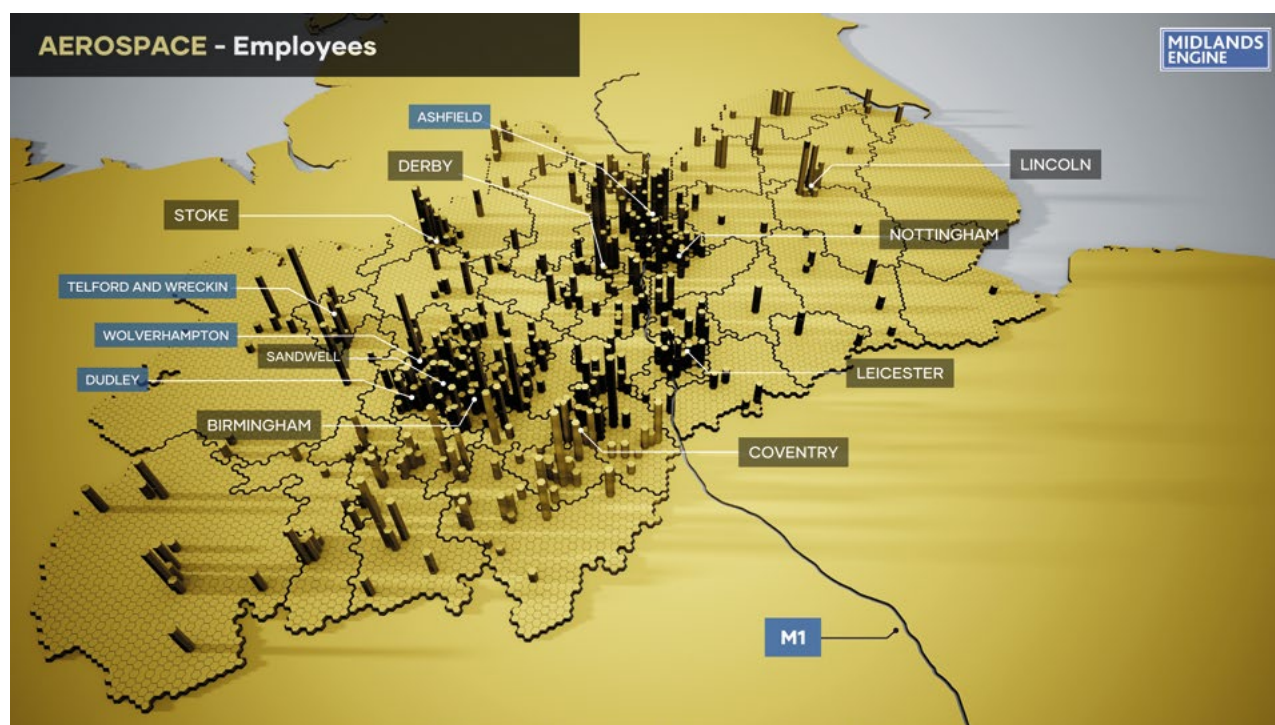 AEROSPACE - Employees
MIDLANDS
ENGINE
ASHFIELD
DERBY
LINCOLN
STOKE
NOTTINGHAM
TELFORD AND WRECKIN
WOLVERHAMPTON
SANDWELL
DUDLEY
LEICESTER
BIRMINGHAM
COVENTRY
M1